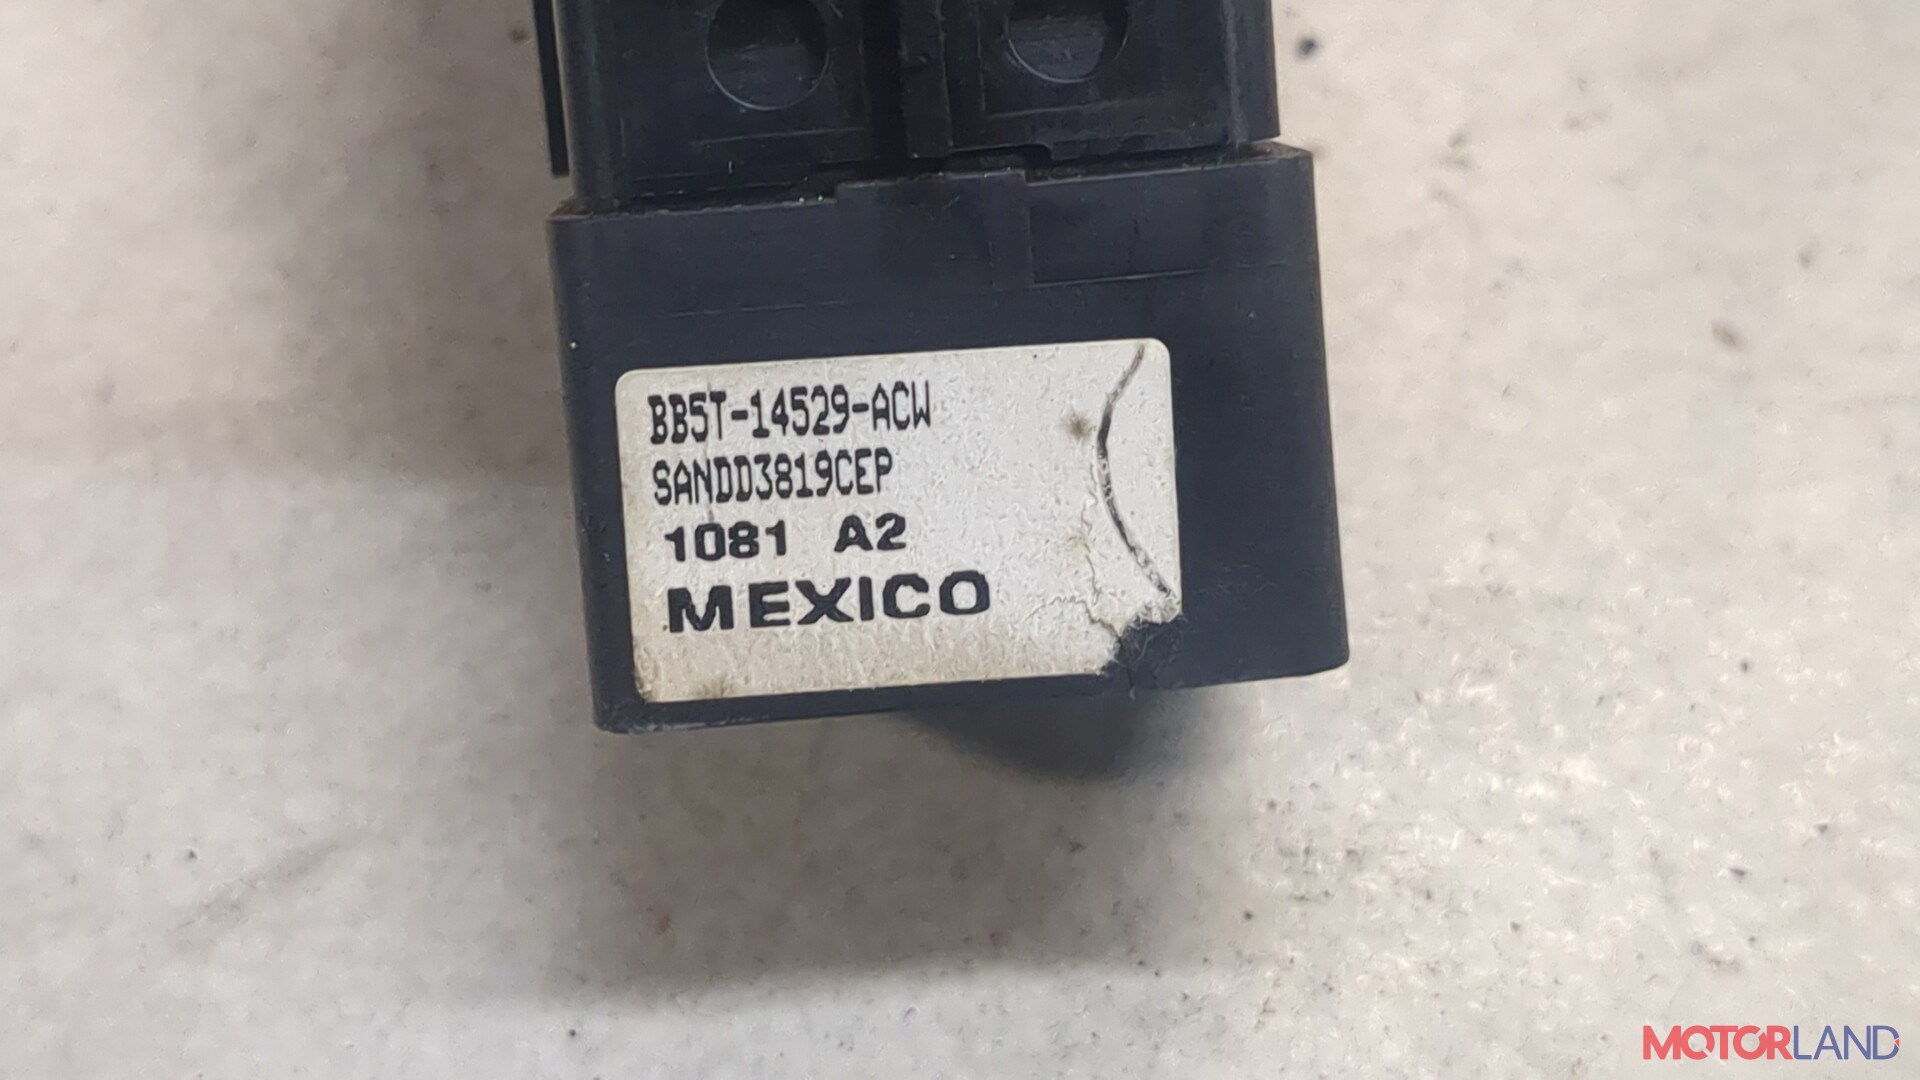 BB5T-14529-ACW
SANDD3819CEP
1081 A2
MEXICO
MOTORLAND